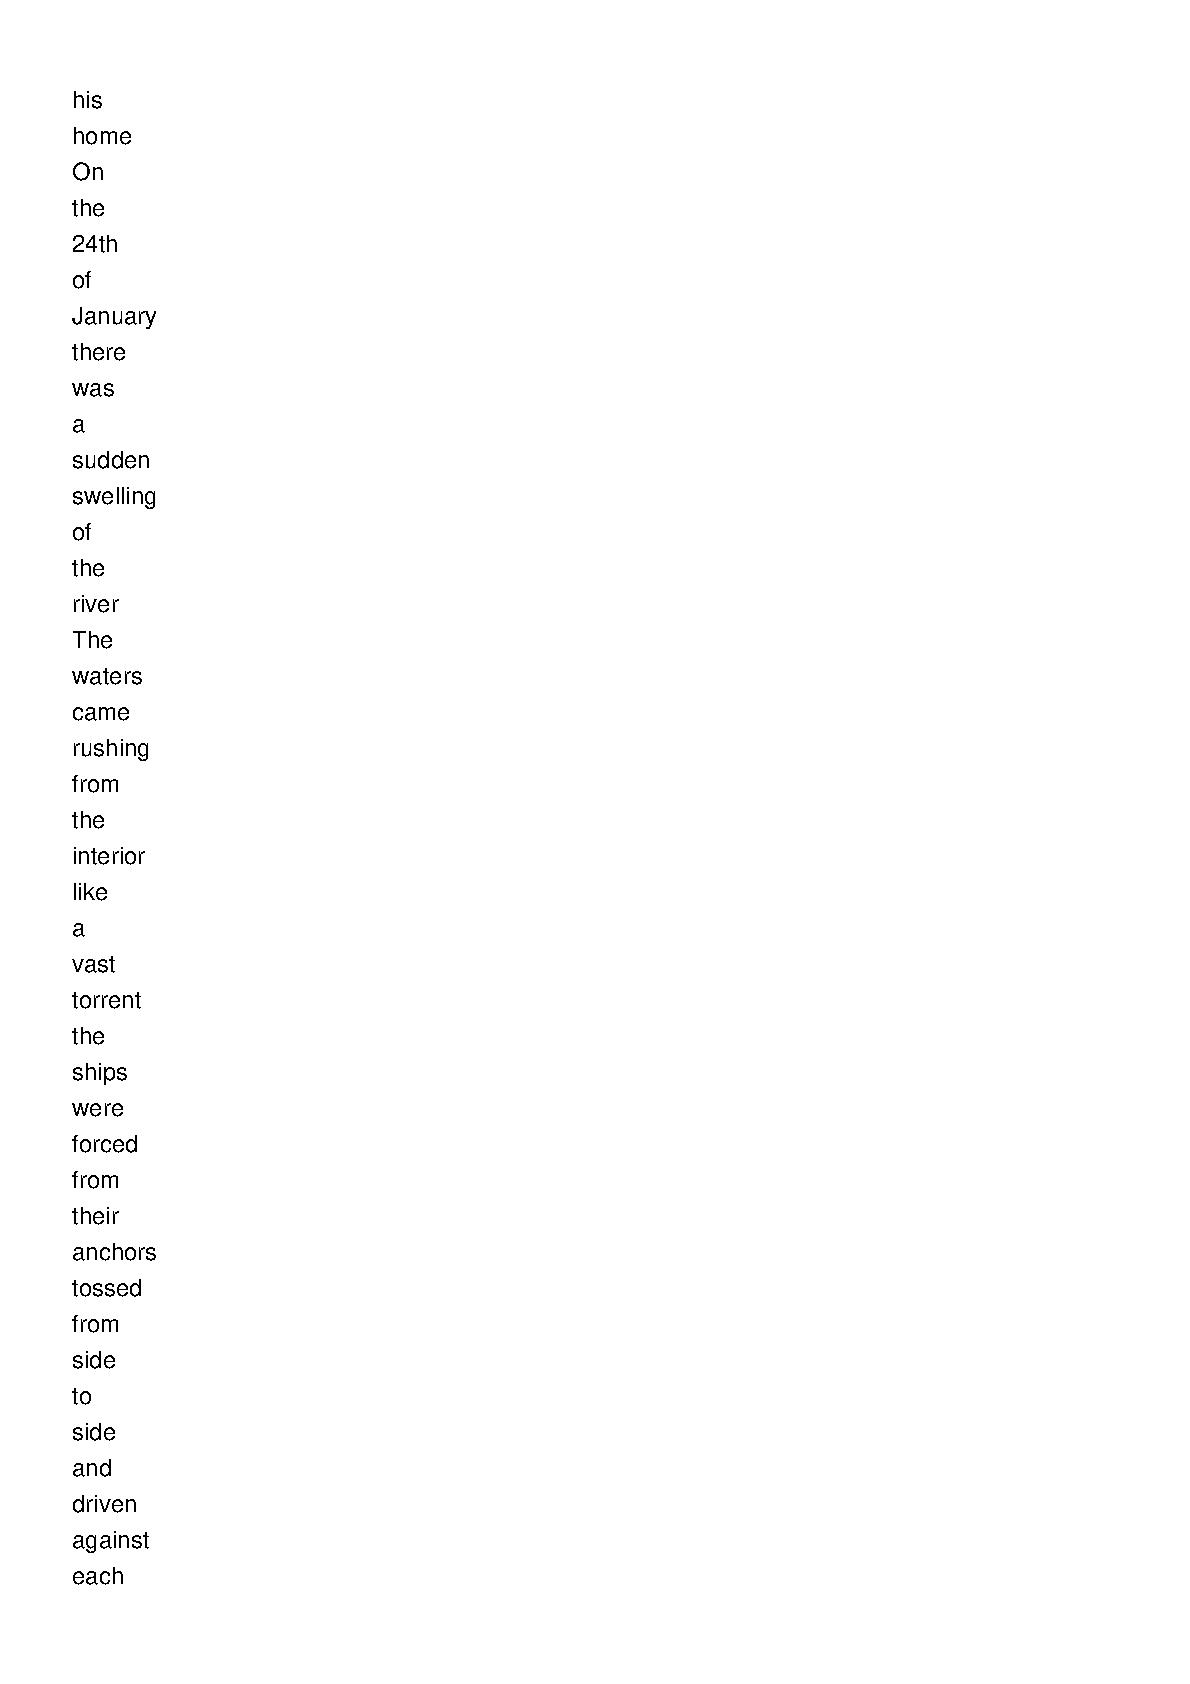 his
home
On
the
24th
of
January
there
was
a
sudden
swelling
of
the
river
The
waters
came
rushing
from
the
interior
like
a
vast
torrent
the
ships
were
forced
from
their
anchors
tossed
from
side
to
side
and
driven
against
each